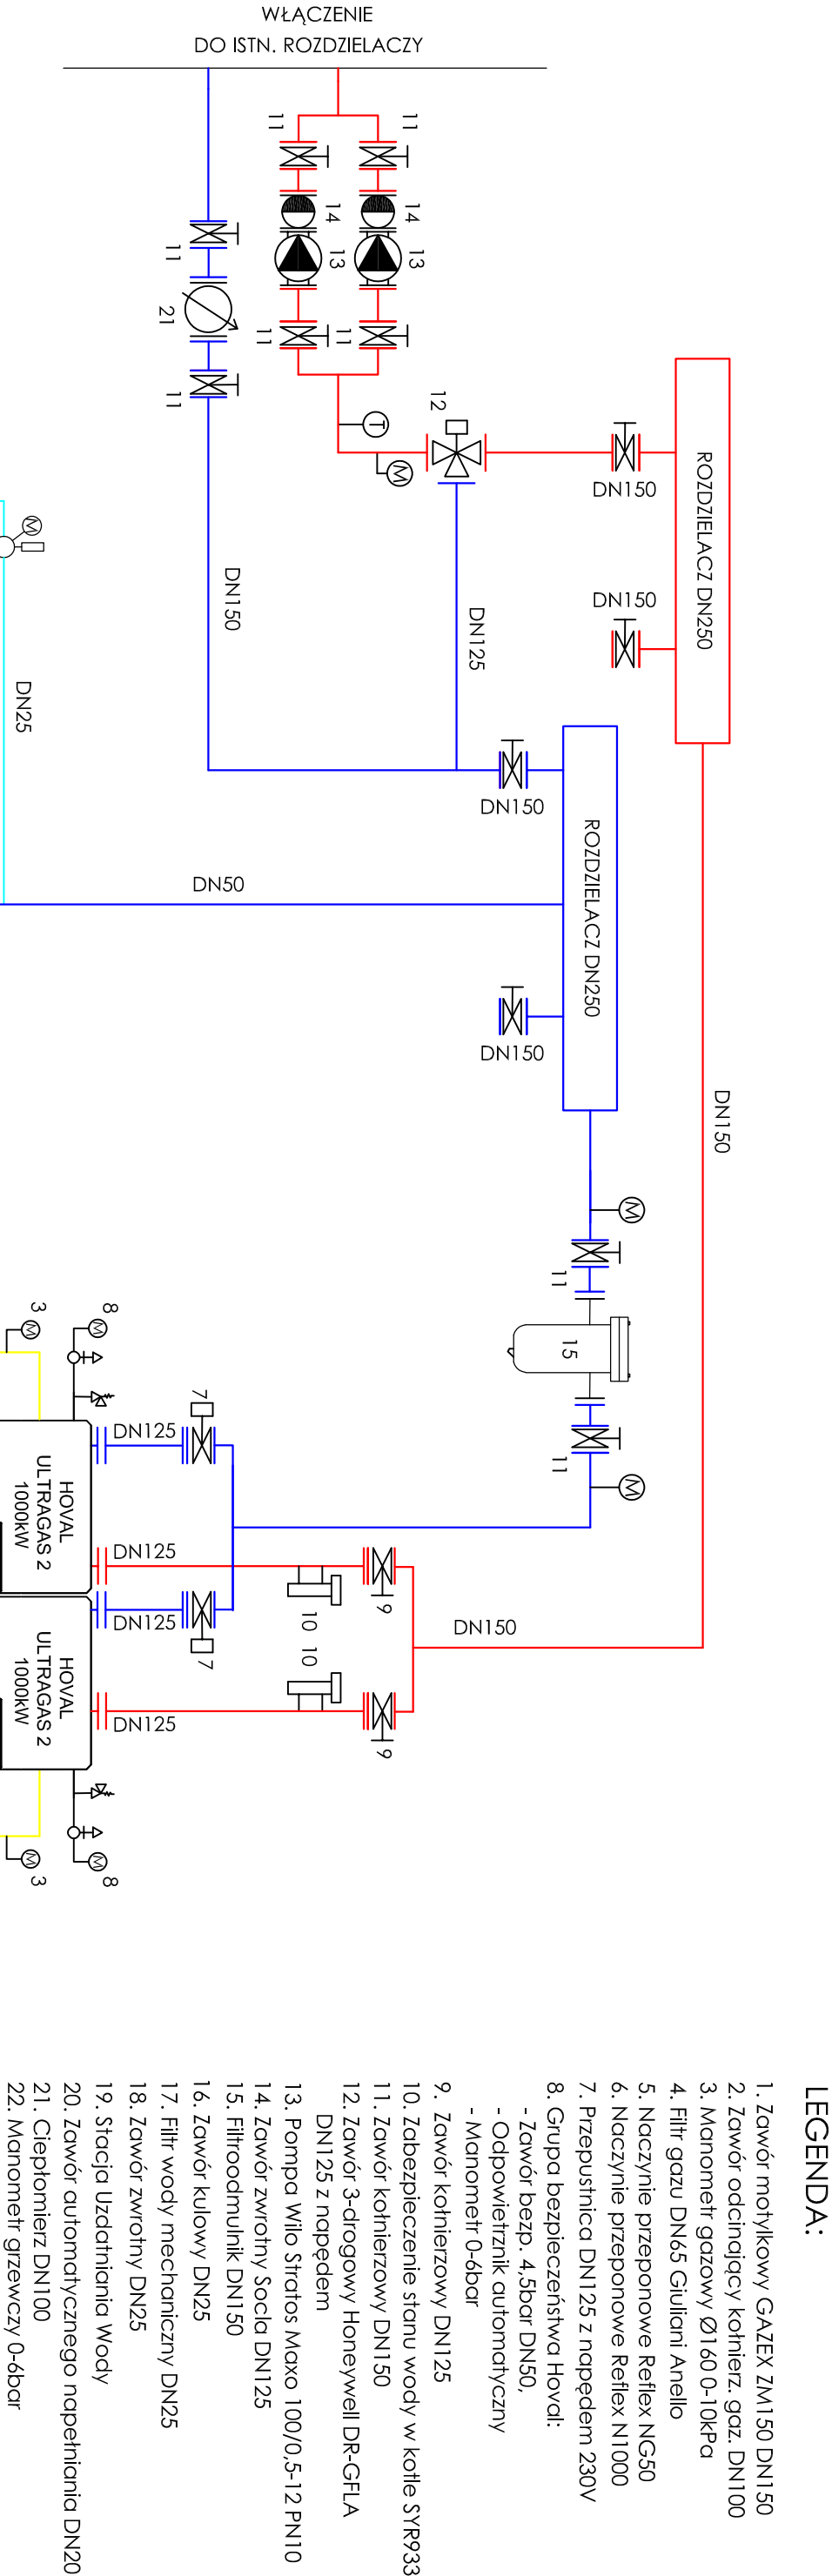 WŁĄCZENIE
DO ISTN. ROZDZIELACZY
11
11
14
14
13
13
11
11
11
21
11
12
T
M
DN150
DN150
ROZDZIELACZ DN250
M
DN25
DN150
DN125
DN150
ROZDZIELACZ DN250
DN50
DN150
DN150
M
11
15
11
M
3
M
8
M
7
DN125
HOVAL
ULTRAGAS 2
1000kW
DN125
9
10
10
DN150
DN125
7
HOVAL
ULTRAGAS 2
1000kW
DN125
9
M
8
M
3
LEGENDA:
1. Zawór motylkowy GAZEX ZM150 DN150
2. Zawór odcinający kołnierz. gaz. DN100
3. Manometr gazowy Ø160 0-10kPa
4. Filtr gazu DN65 Giuliani Anello
5. Naczynie przeponowe Reflex NG50
6. Naczynie przeponowe Reflex N1000
7. Przepustnica DN125 z napędem 230V
8. Grupa bezpieczeństwa Hoval:
- Zawór bezp. 4,5bar DN50,
- Odpowietrznik automatyczny
- Manometr 0-6bar
9. Zawór kołnierzowy DN125
10. Zabezpieczenie stanu wody w kotle SYR933
11. Zawór kołnierzowy DN150
12. Zawór 3-drogowy Honeywell DR-GFLA
DN125 z napędem
13. Pompa Wilo Stratos Maxo 100/0,5-12 PN10
14. Zawór zwrotny Socla DN125
15. Filtroodmulnik DN150
16. Zawór kulowy DN25
17. Filtr wody mechaniczny DN25
18. Zawór zwrotny DN25
19. Stacja Uzdatniania Wody
20. Zawór automatycznego napełniania DN20
21. Ciepłomierz DN100
22. Manometr grzewczy 0-6bar